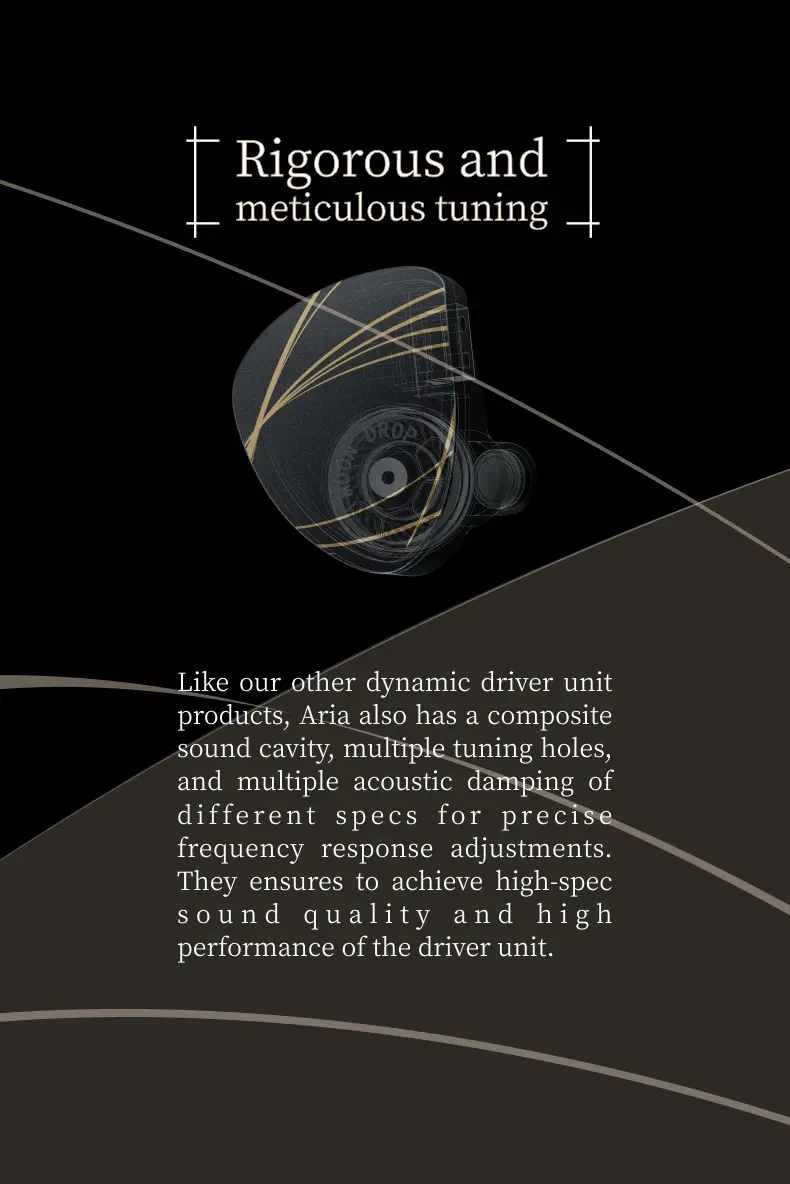 Rigorous and
meticulous tuning
MOON DROP
Like our other dynamic driver unit
products, Aria also has a composite
sound cavity, multiple tuning holes,
and multiple acoustic damping of
different specs for precise
frequency response adjustments.
They ensures to achieve high-spec
sound quality and high
performance of the driver unit.